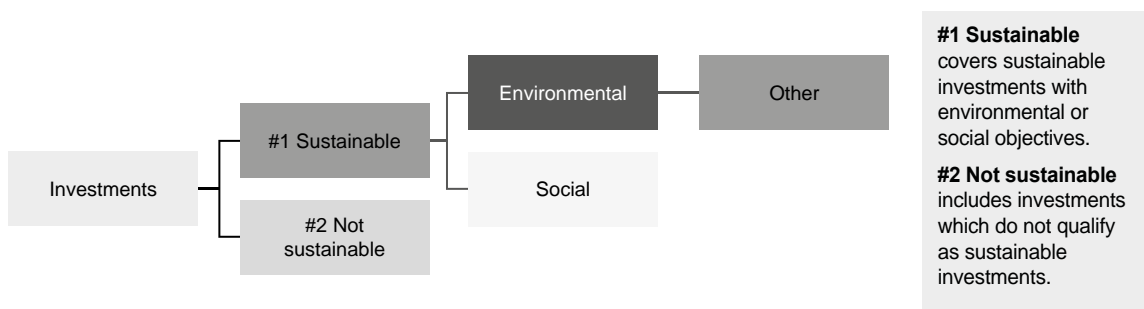 Investments
#1 Sustainable
#2 Not
sustainable
Environmental
Social
Other
#1 Sustainable
covers sustainable
investments with
environmental or
social objectives.
#2 Not sustainable
includes investments
which do not qualify
as sustainable
investments.